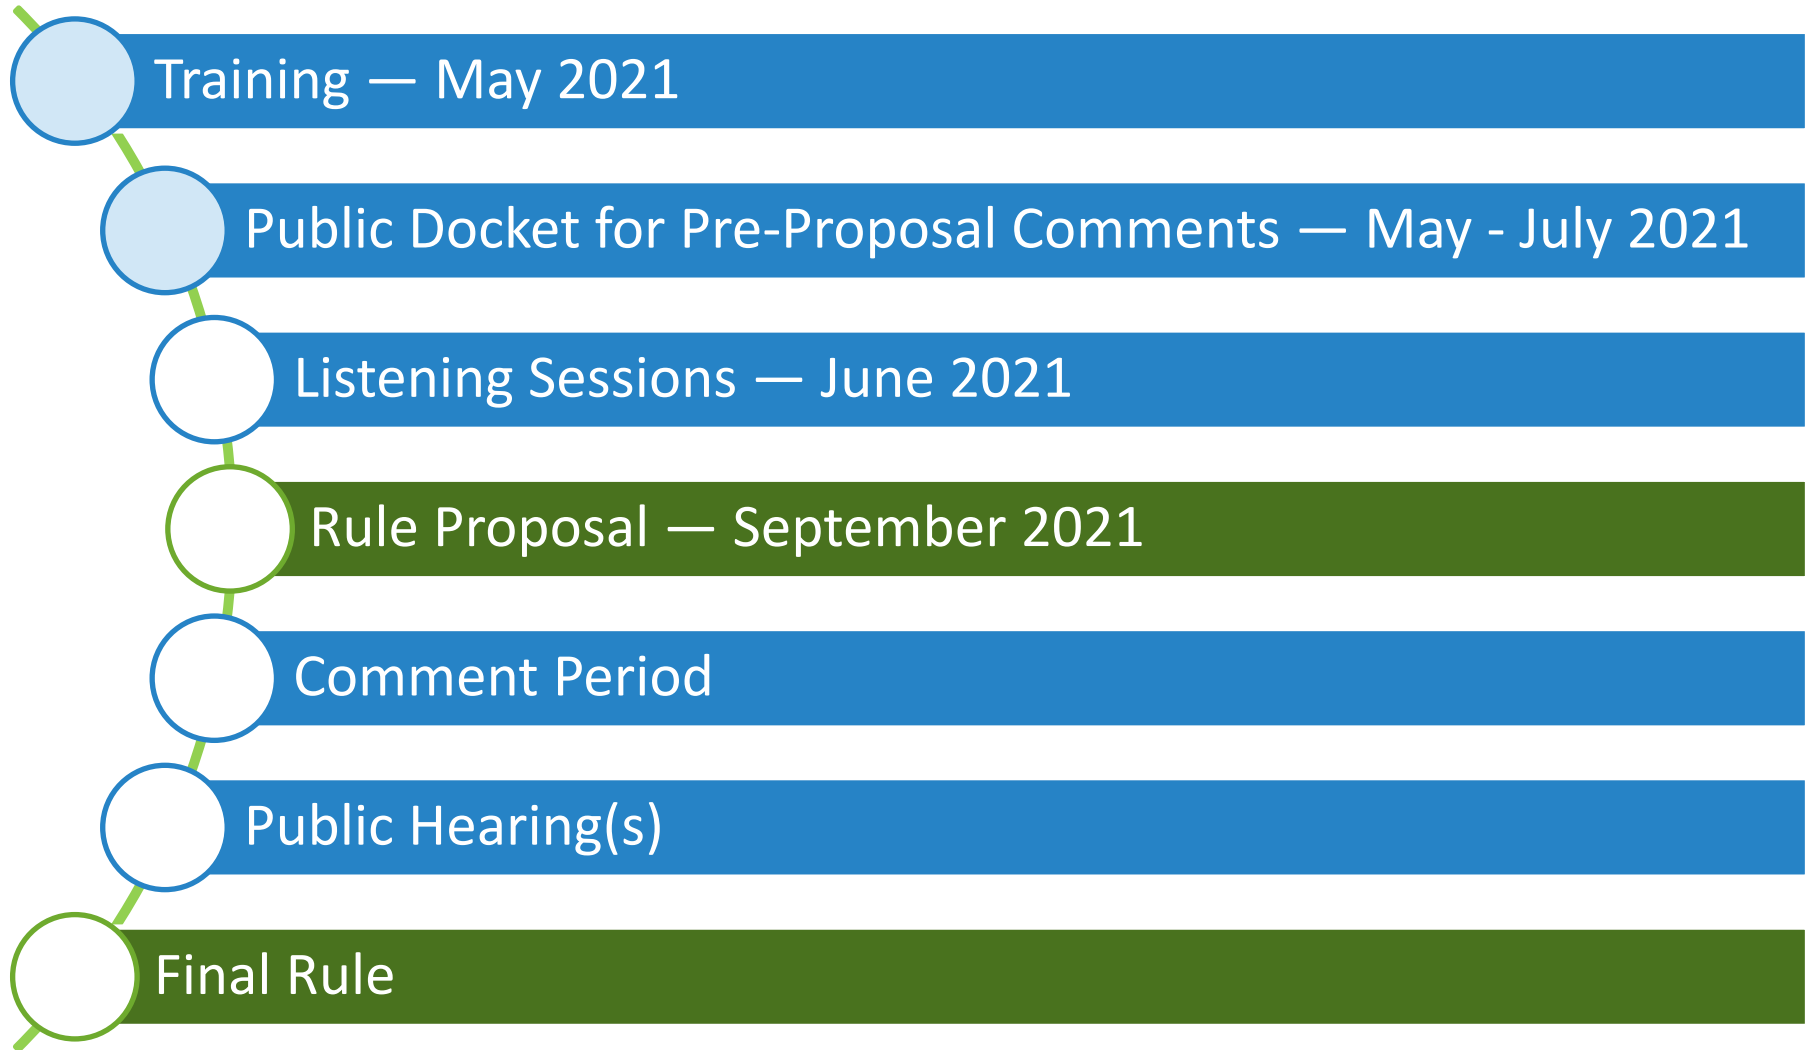 Training — May 2021
Public Docket for Pre-Proposal Comments — May - July 2021
Listening Sessions — June 2021
Rule Proposal — September 2021
Comment Period
Public Hearing(s)
Final Rule